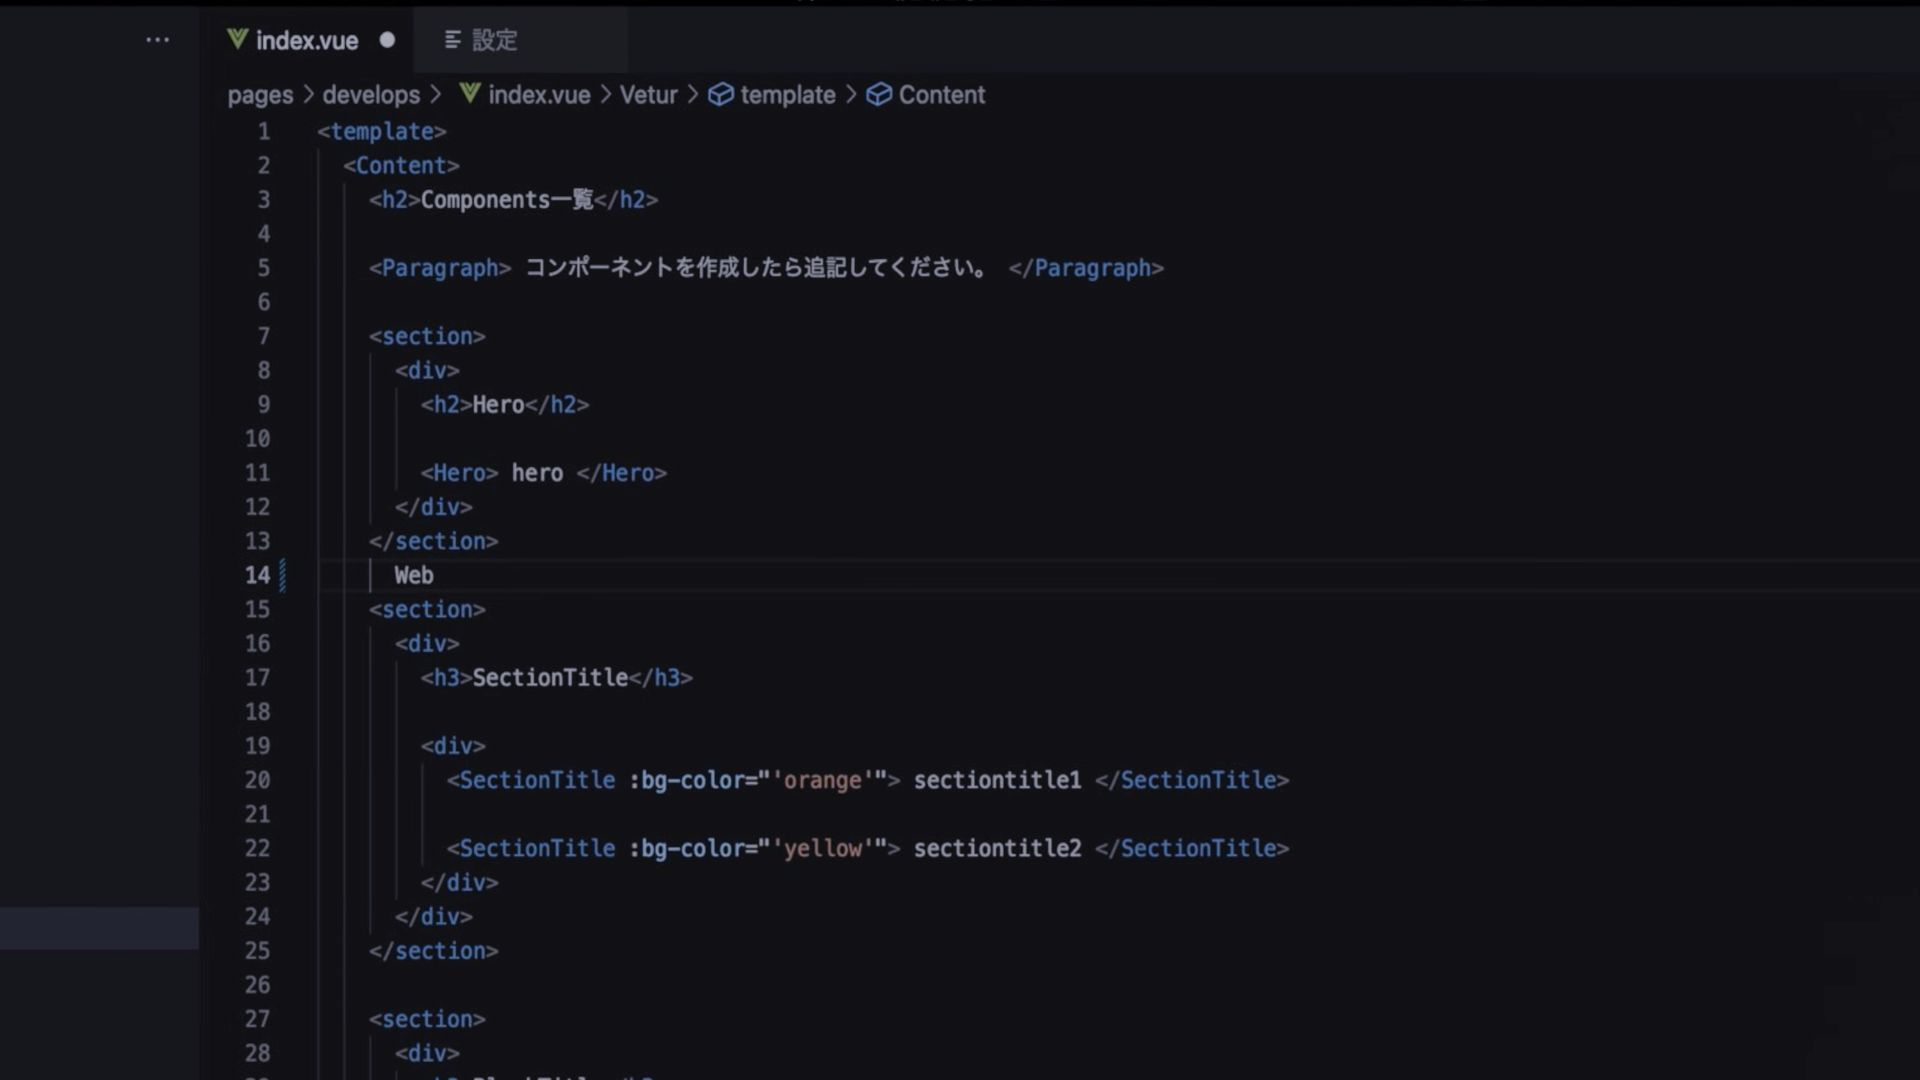 index.vue
設定
pages > develops > index.vue > Vetur > template > Content
1 <template>
2 <Content>
3 <h2>Components一覧</h2>
4
5 <Paragraph> コンポーネントを作成したら追記してください。 </Paragraph>
6
7 <section>
8 <div>
9 <h2>Hero</h2>
10
11 <Hero> hero </Hero>
12 </div>
13 </section>
14 Web
15 <section>
16 <div>
17 <h3>SectionTitle</h3>
18
19 <div>
20 <SectionTitle :bg-color="'orange'"> sectiontitle1 </SectionTitle>
21
22 <SectionTitle :bg-color="'yellow'"> sectiontitle2 </SectionTitle>
23 </div>
24 </div>
25 </section>
26
27 <section>
28 <div>